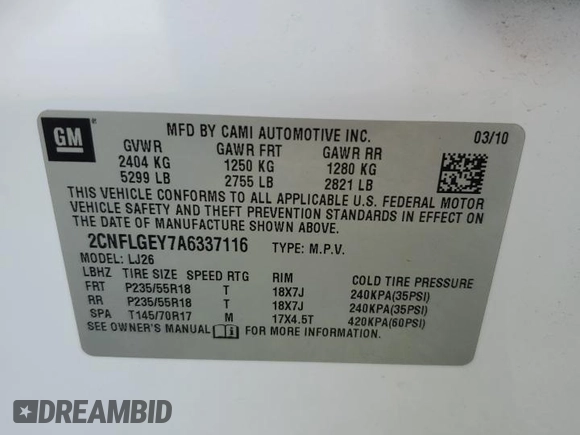 GM
MFD BY CAMI AUTOMOTIVE INC. 03/10
GVWR GAWR FRT GAWR RR
2404 KG 1250 KG 1280 KG
5299 LB 2755 LB 2821 LB
THIS VEHICLE CONFORMS TO ALL APPLICABLE U.S. FEDERAL MOTOR
VEHICLE SAFETY AND THEFT PREVENTION STANDARDS IN EFFECT ON
THE DATE OF MANUFACTURE SHOWN ABOVE.
2CNFLGEY7A6337116 TYPE: M.P.V.
MODEL: LJ26
LBHZ TIRE SIZE SPEED RTG RIM COLD TIRE PRESSURE
FRT P235/55R18 T 18X7J 240KPA(35PSI)
RR P235/55R18 T 18X7J 240KPA(35PSI)
SPA T145/70R17 M 17X4.5T 420KPA(60PSI)
SEE OWNER'S MANUAL FOR ADDITIONAL INFORMATION.
DREAMBID